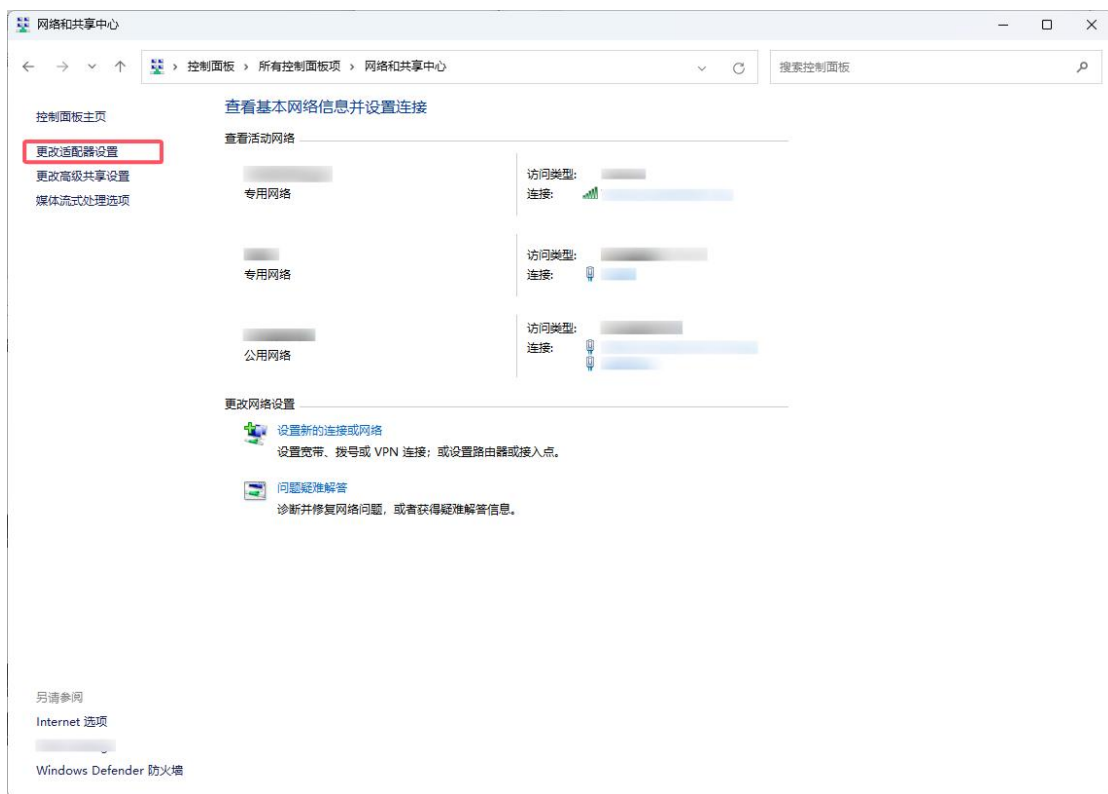 网络和共享中心
控制面板 › 所有控制面板项 › 网络和共享中心
搜索控制面板
控制面板主页
更改适配器设置
更改高级共享设置
媒体流式处理选项
查看基本网络信息并设置连接
查看活动网络
专用网络
访问类型:
连接:
专用网络
访问类型:
连接:
公用网络
访问类型:
连接:
更改网络设置
设置新的连接或网络
设置宽带、拨号或 VPN 连接；或设置路由器或接入点。
问题疑难解答
诊断并修复网络问题，或者获得疑难解答信息。
另请参阅
Internet 选项
Windows Defender 防火墙